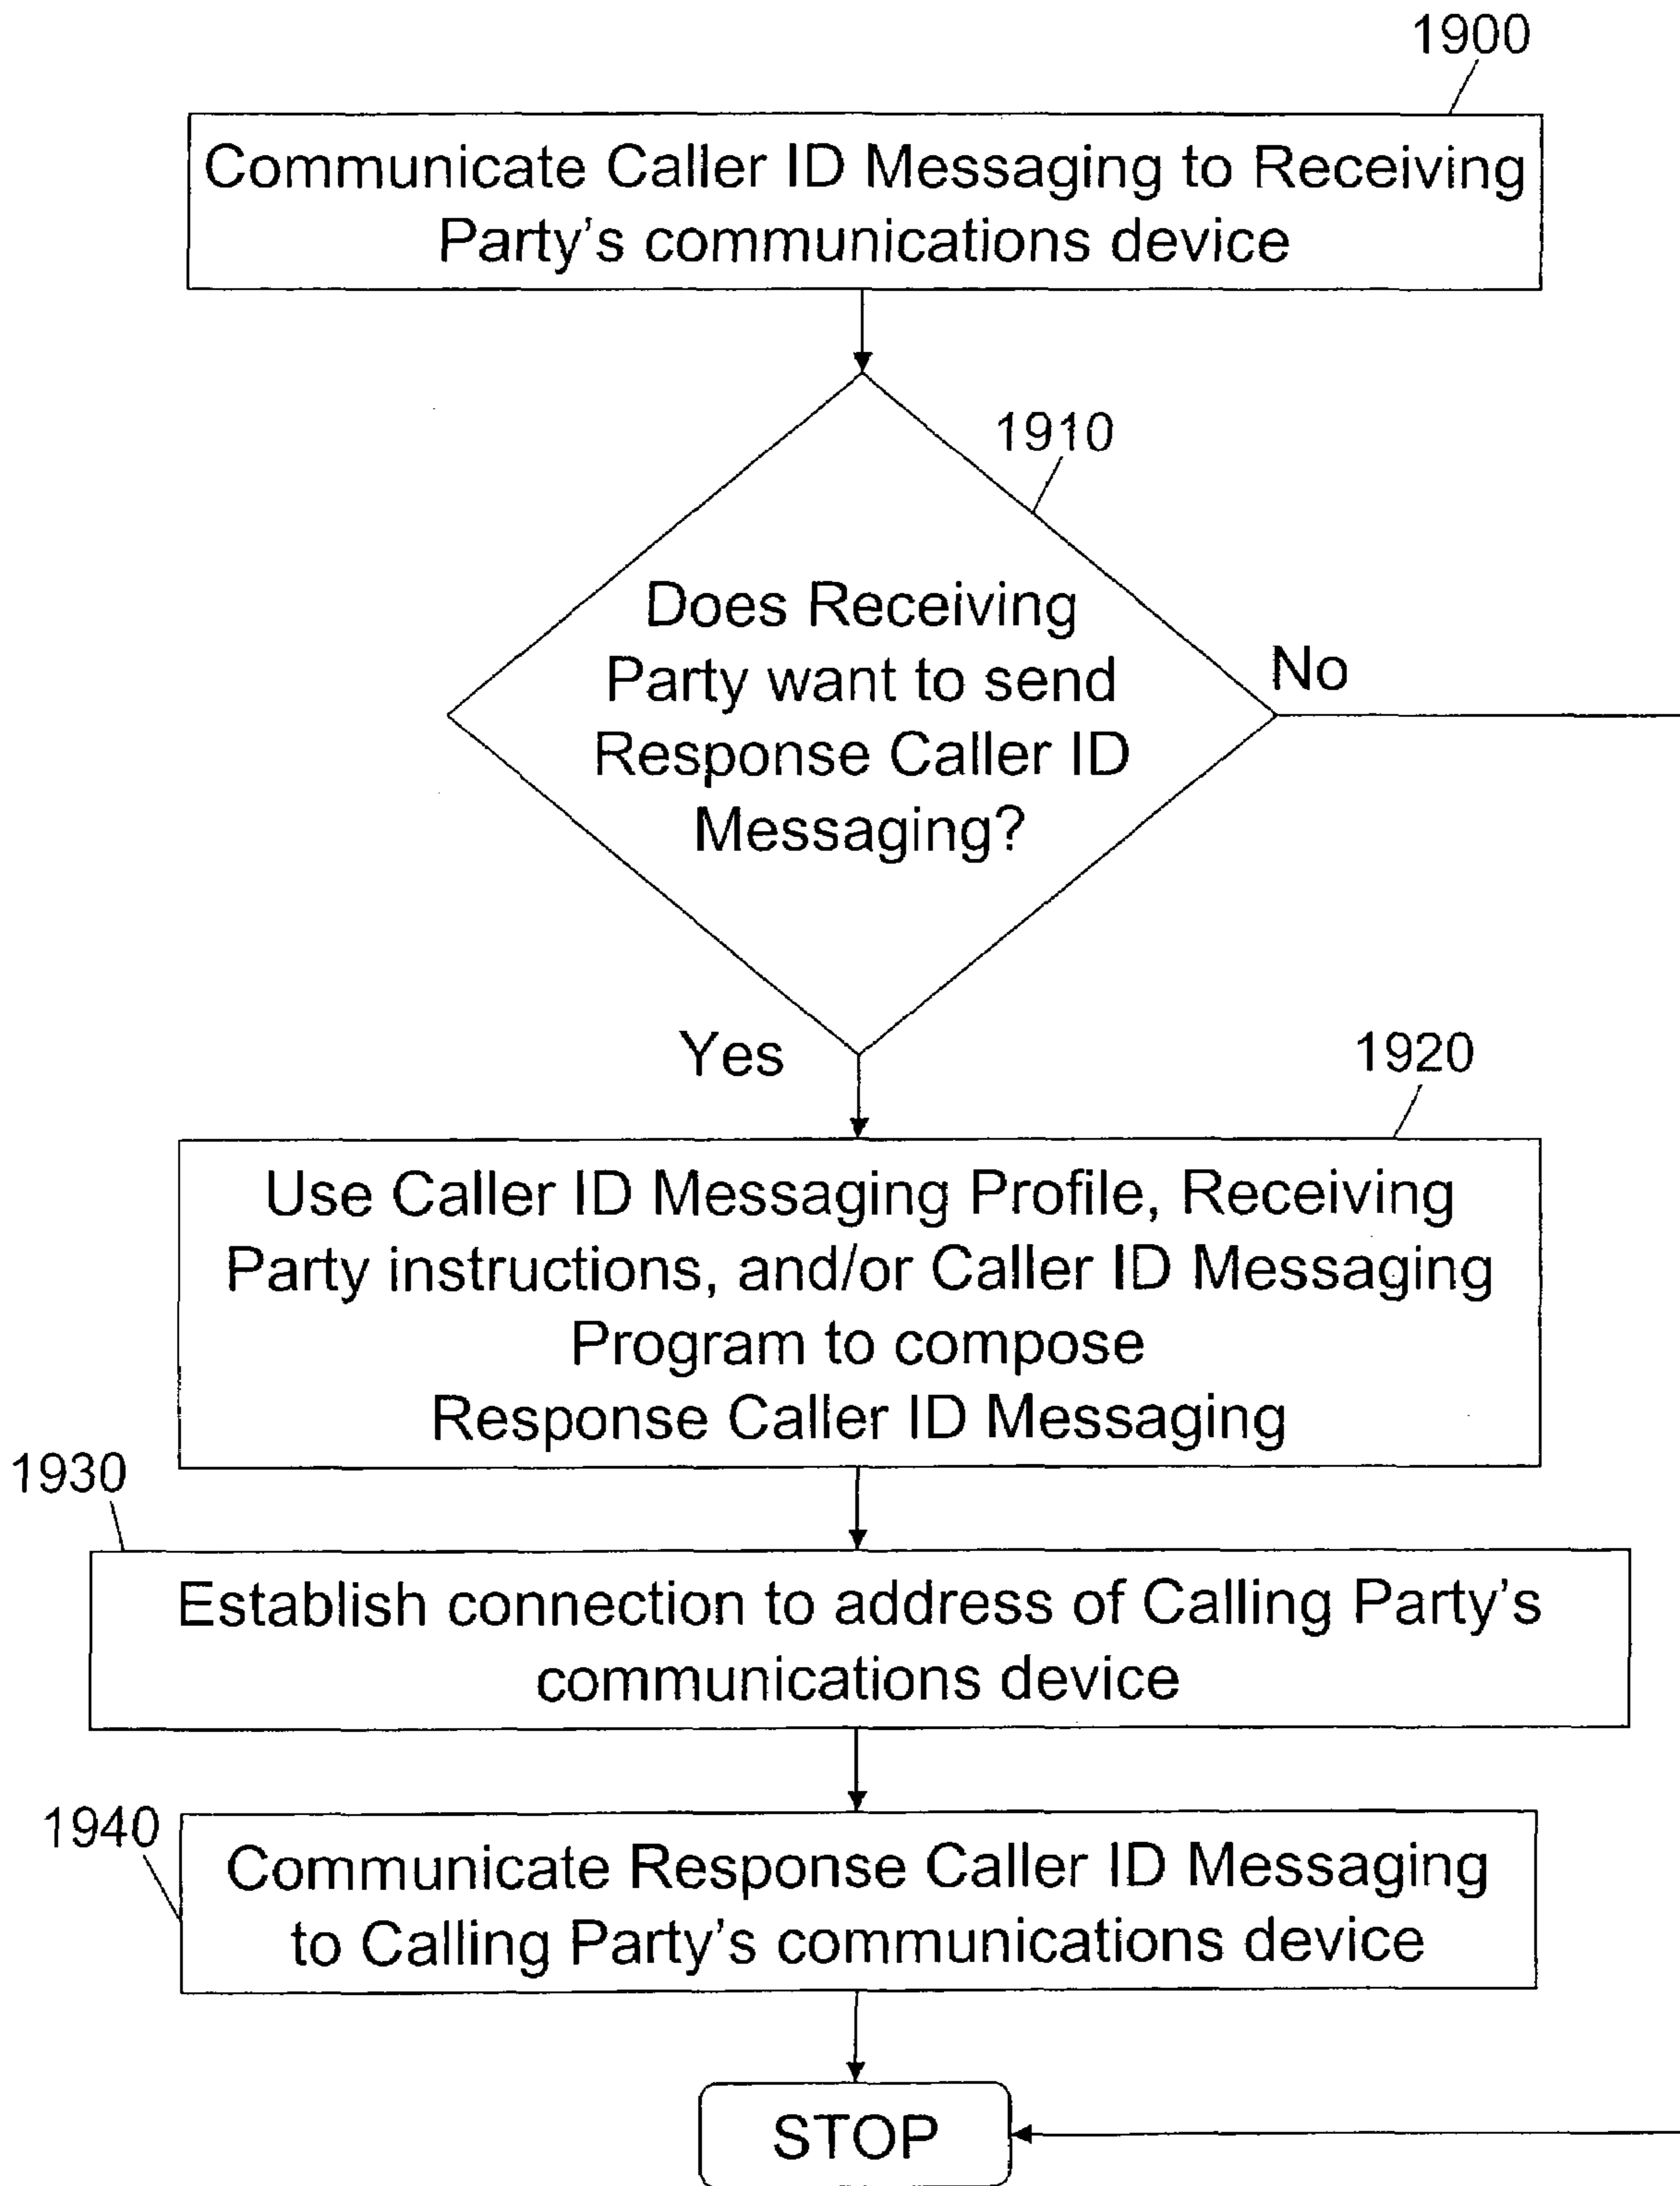 1900
Communicate Caller ID Messaging to Receiving
Party's communications device
1910
Does Receiving
Party want to send
Response Caller ID
Messaging?
No
Yes
1920
Use Caller ID Messaging Profile, Receiving
Party instructions, and/or Caller ID Messaging
Program to compose
Response Caller ID Messaging
1930
Establish connection to address of Calling Party's
communications device
1940
Communicate Response Caller ID Messaging
to Calling Party's communications device
STOP